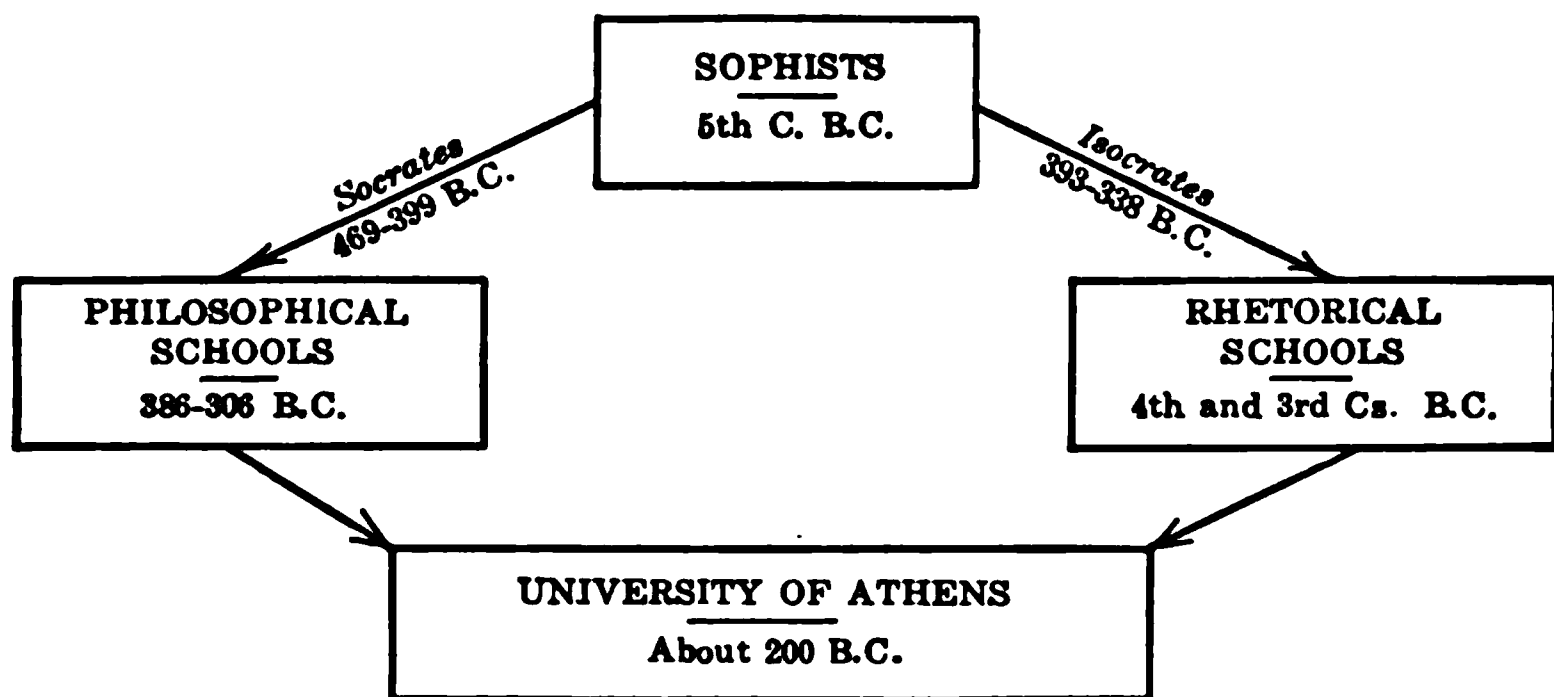 SOPHISTS
5th C. B.C.
Socrates
469-399 B.C.
Isocrates
393-338 B.C.
PHILOSOPHICAL
SCHOOLS
386-306 B.C.
RHETORICAL
SCHOOLS
4th and 3rd Cs. B.C.
UNIVERSITY OF ATHENS
About 200 B.C.